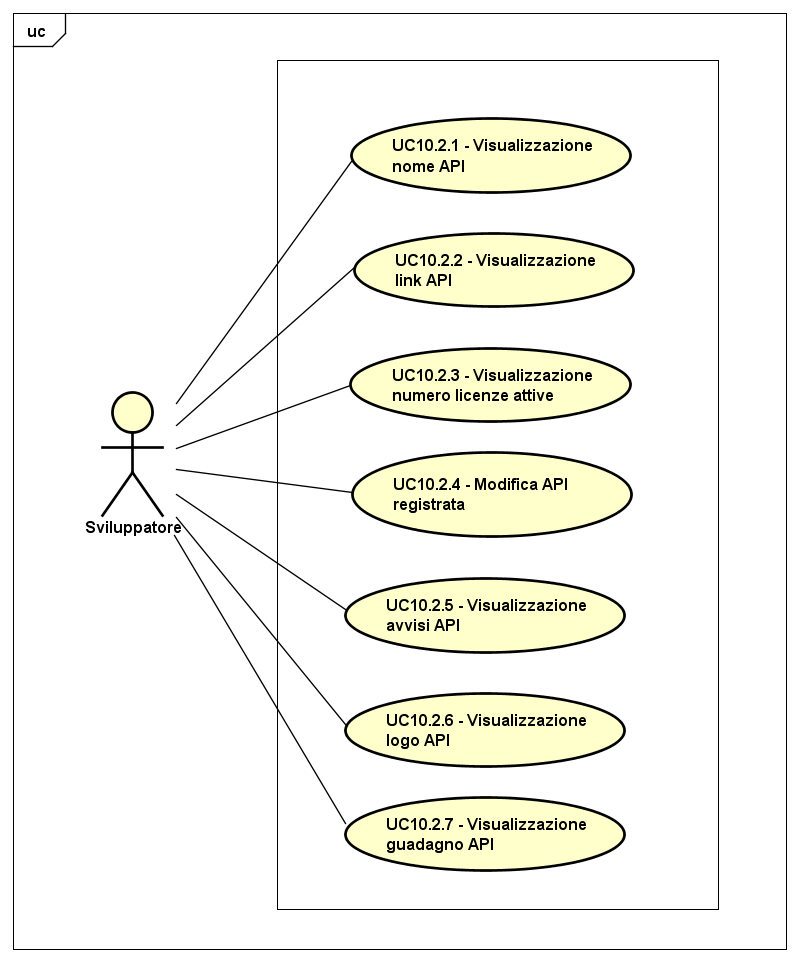 uc
UC10.2.1 - Visualizzazione
nome API
UC10.2.2 - Visualizzazione
link API
UC10.2.3 - Visualizzazione
numero licenze attive
UC10.2.4 - Modifica API
registrata
Sviluppatore
UC10.2.5 - Visualizzazione
avvisi API
UC10.2.6 - Visualizzazione
logo API
UC10.2.7 - Visualizzazione
guadagno API